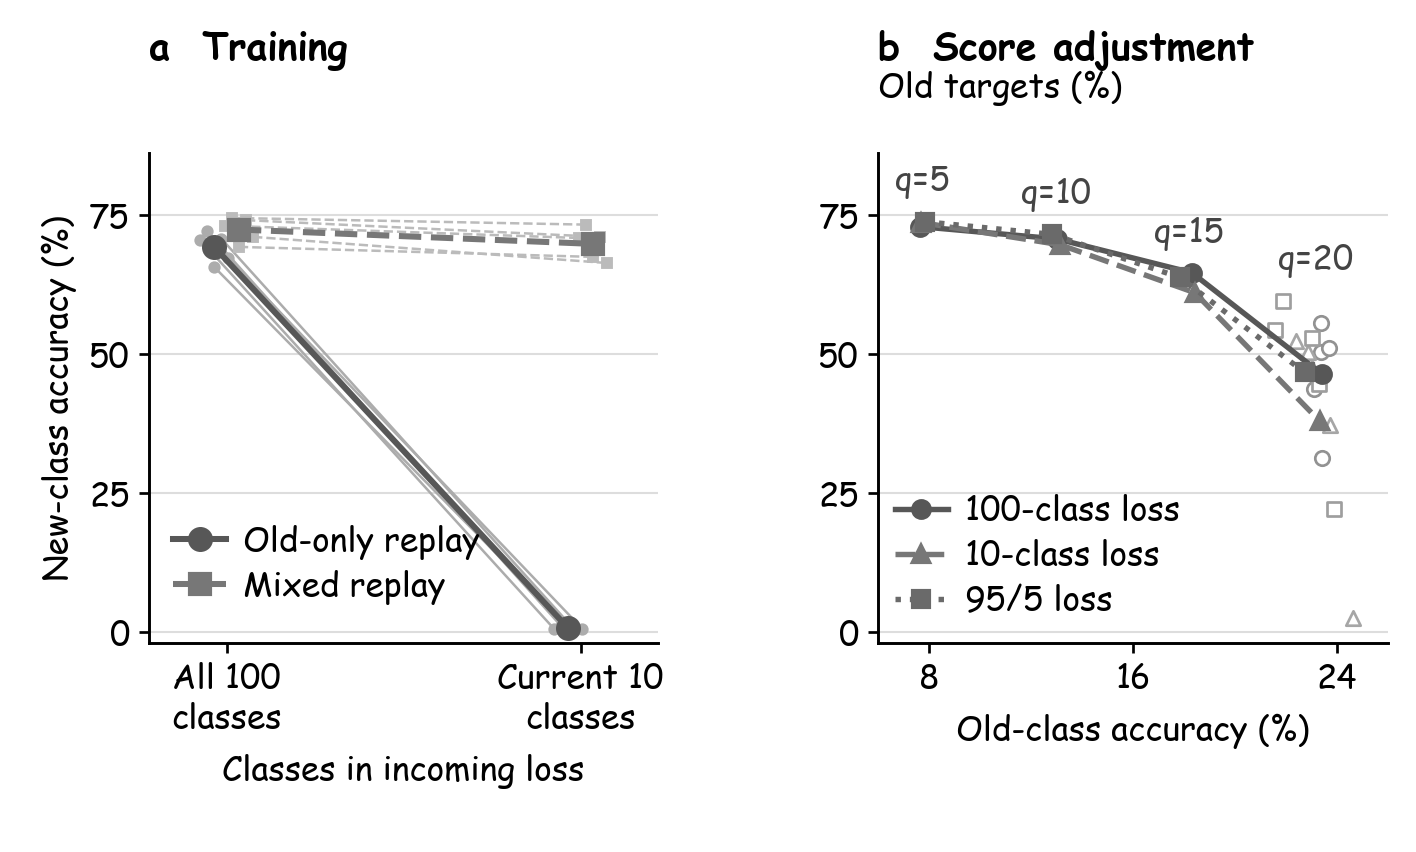 a Training
New-class accuracy (%)
75
50
25
0
Old-only replay
Mixed replay
All 100
classes
Current 10
classes
Classes in incoming loss
b Score adjustment
Old targets (%)
q=5
q=10
q=15
q=20
75
50
25
0
100-class loss
10-class loss
95/5 loss
8
16
24
Old-class accuracy (%)